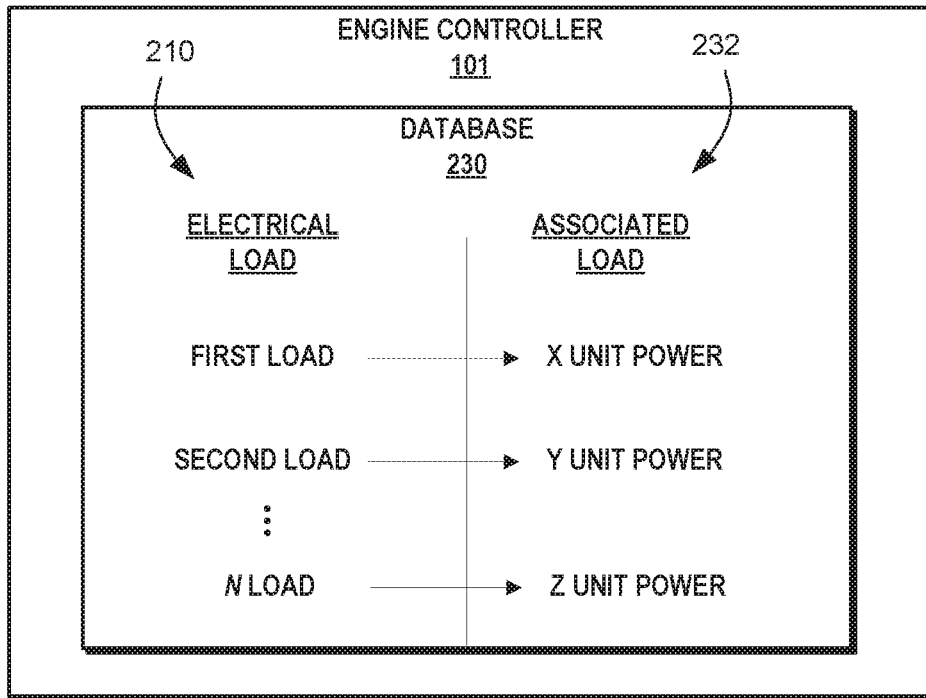 ENGINE CONTROLLER
101
210
232
DATABASE
230
ELECTRICAL
LOAD
ASSOCIATED
LOAD
FIRST LOAD
X UNIT POWER
SECOND LOAD
Y UNIT POWER
N LOAD
Z UNIT POWER